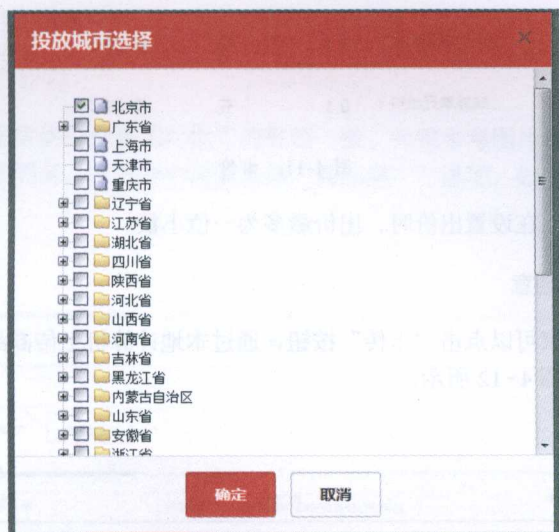 投放城市选择
北京市
广东省
上海市
天津市
重庆市
辽宁省
江苏省
湖北省
四川省
陕西省
河北省
山西省
河南省
吉林省
黑龙江省
内蒙古自治区
山东省
安徽省
浙江省
确定
取消